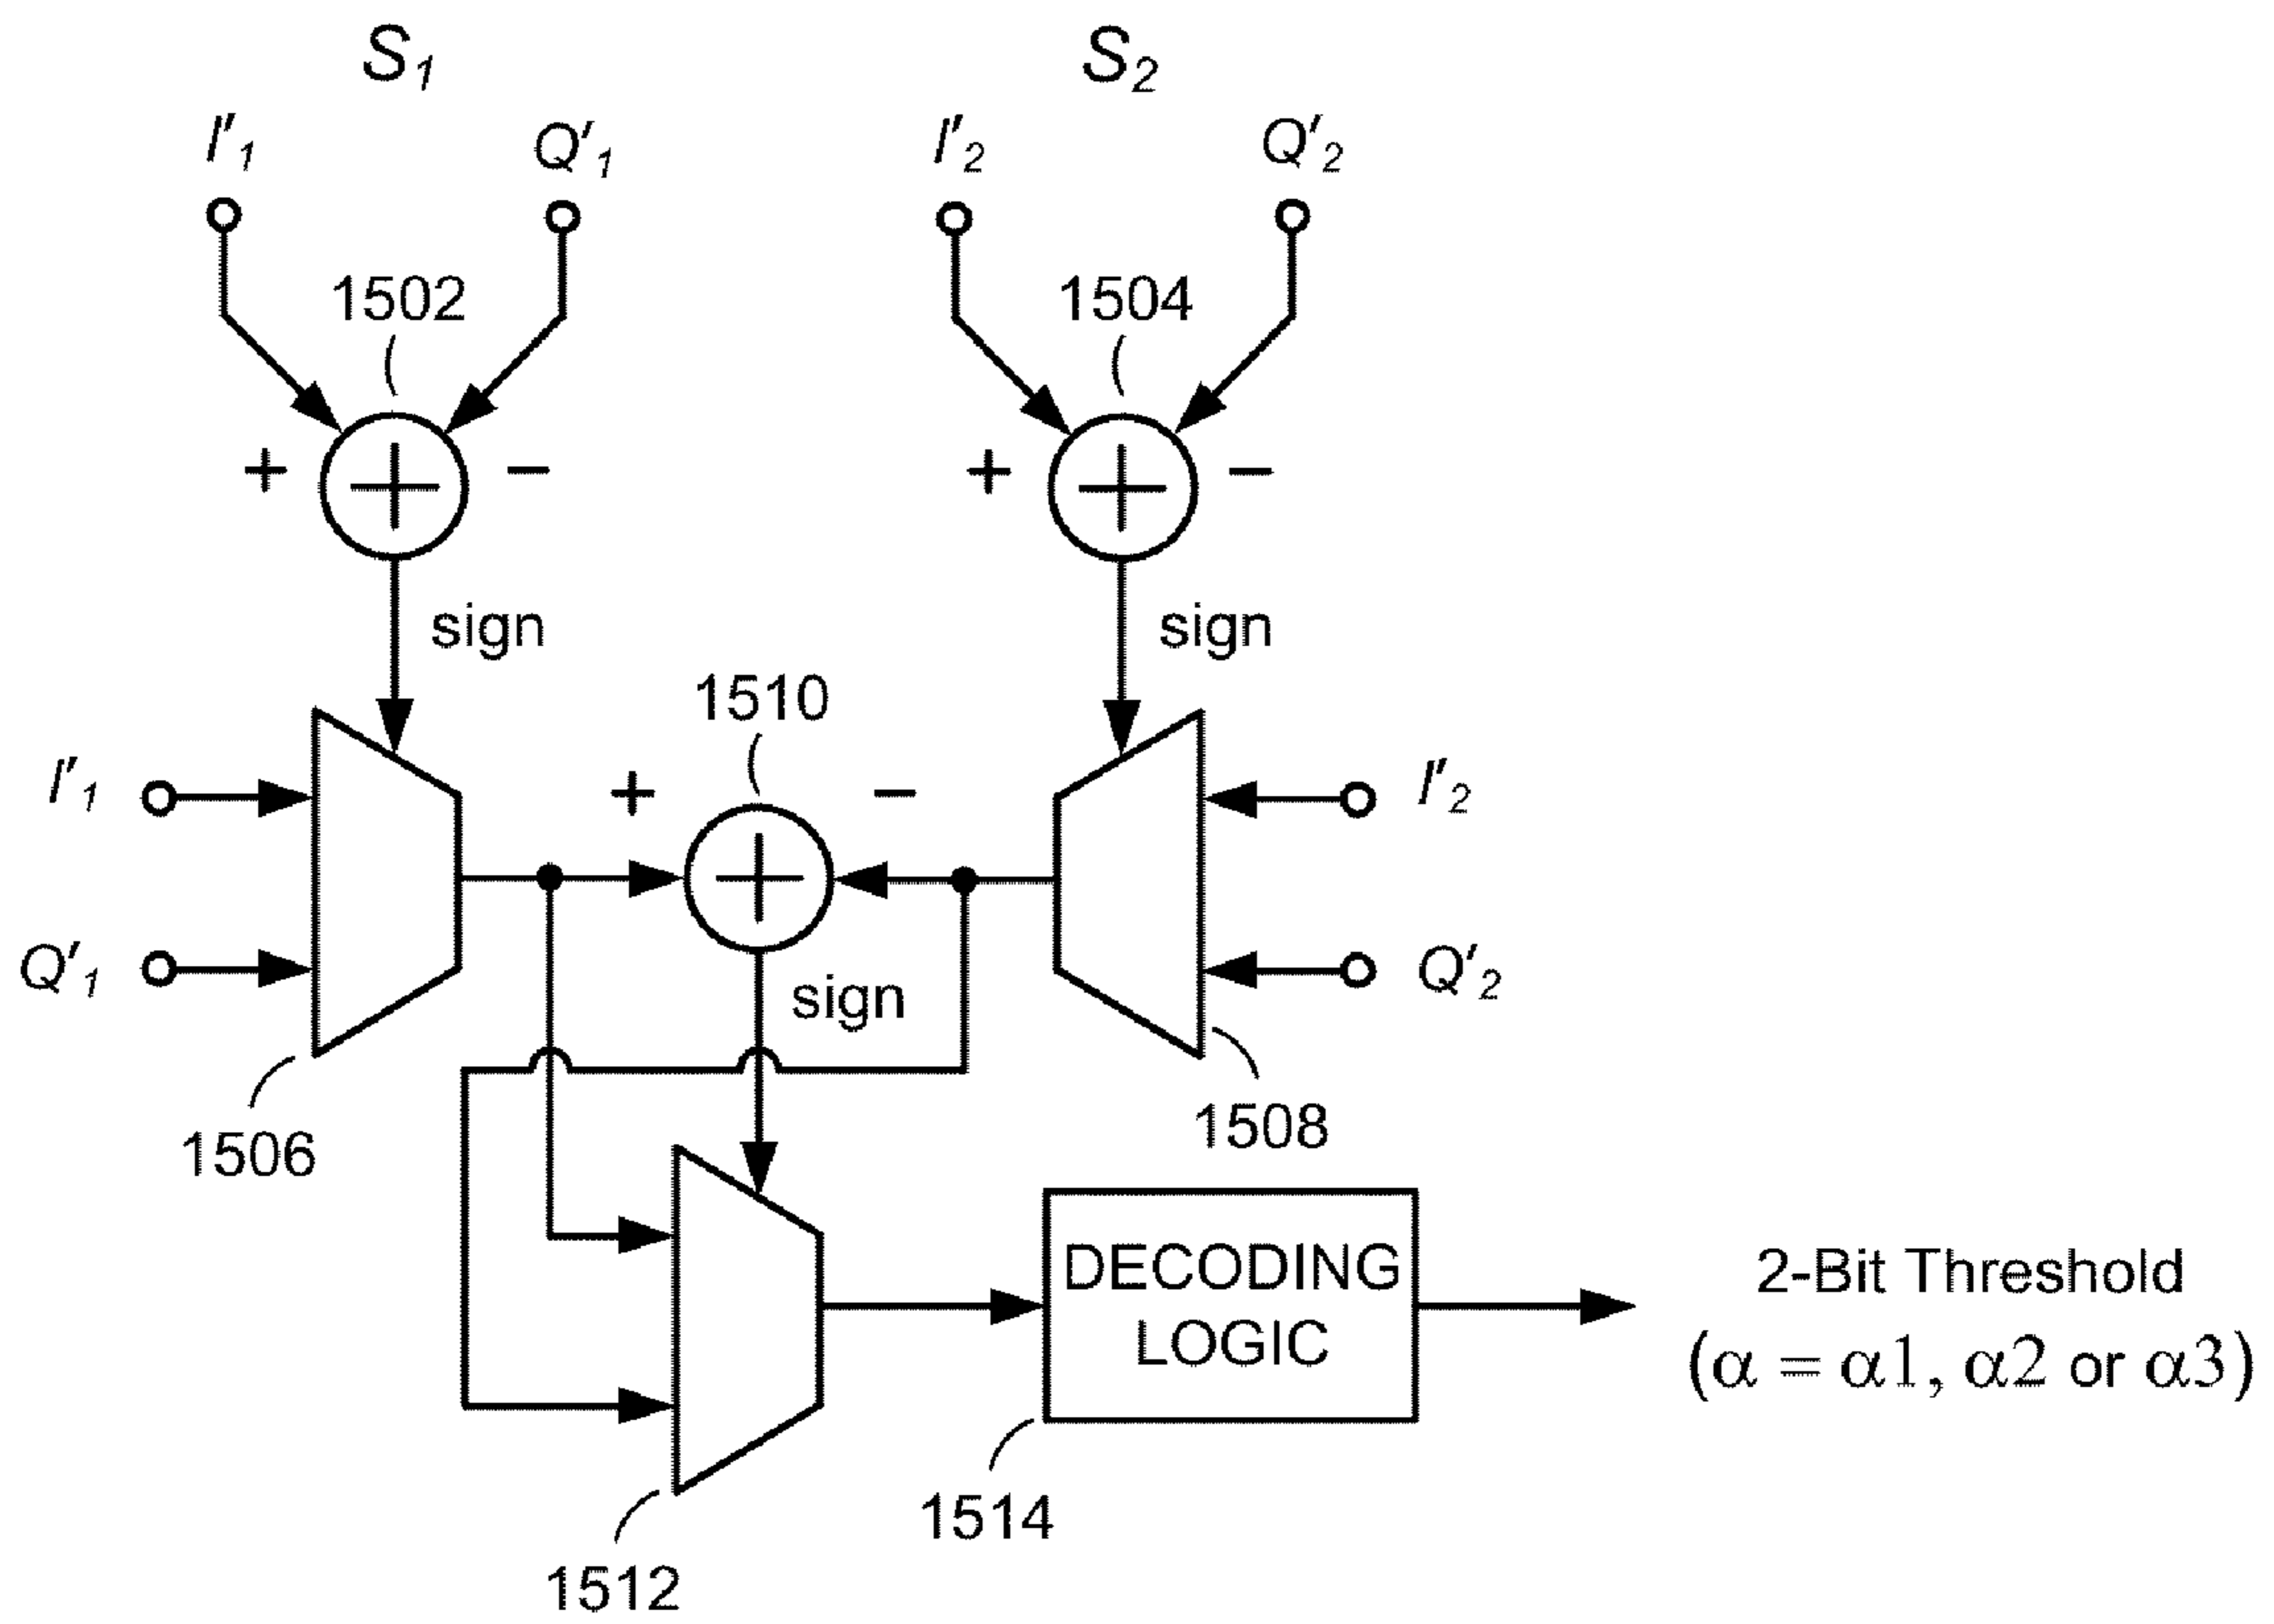 S1 S2
I′1 Q′1 I′2 Q′2
1502 1504
+ − + −
sign sign
1510
I′1 + − I′2
Q′1 sign Q′2
1506 1508
DECODING
LOGIC
2-Bit Threshold
(α = α1, α2 or α3)
1514
1512